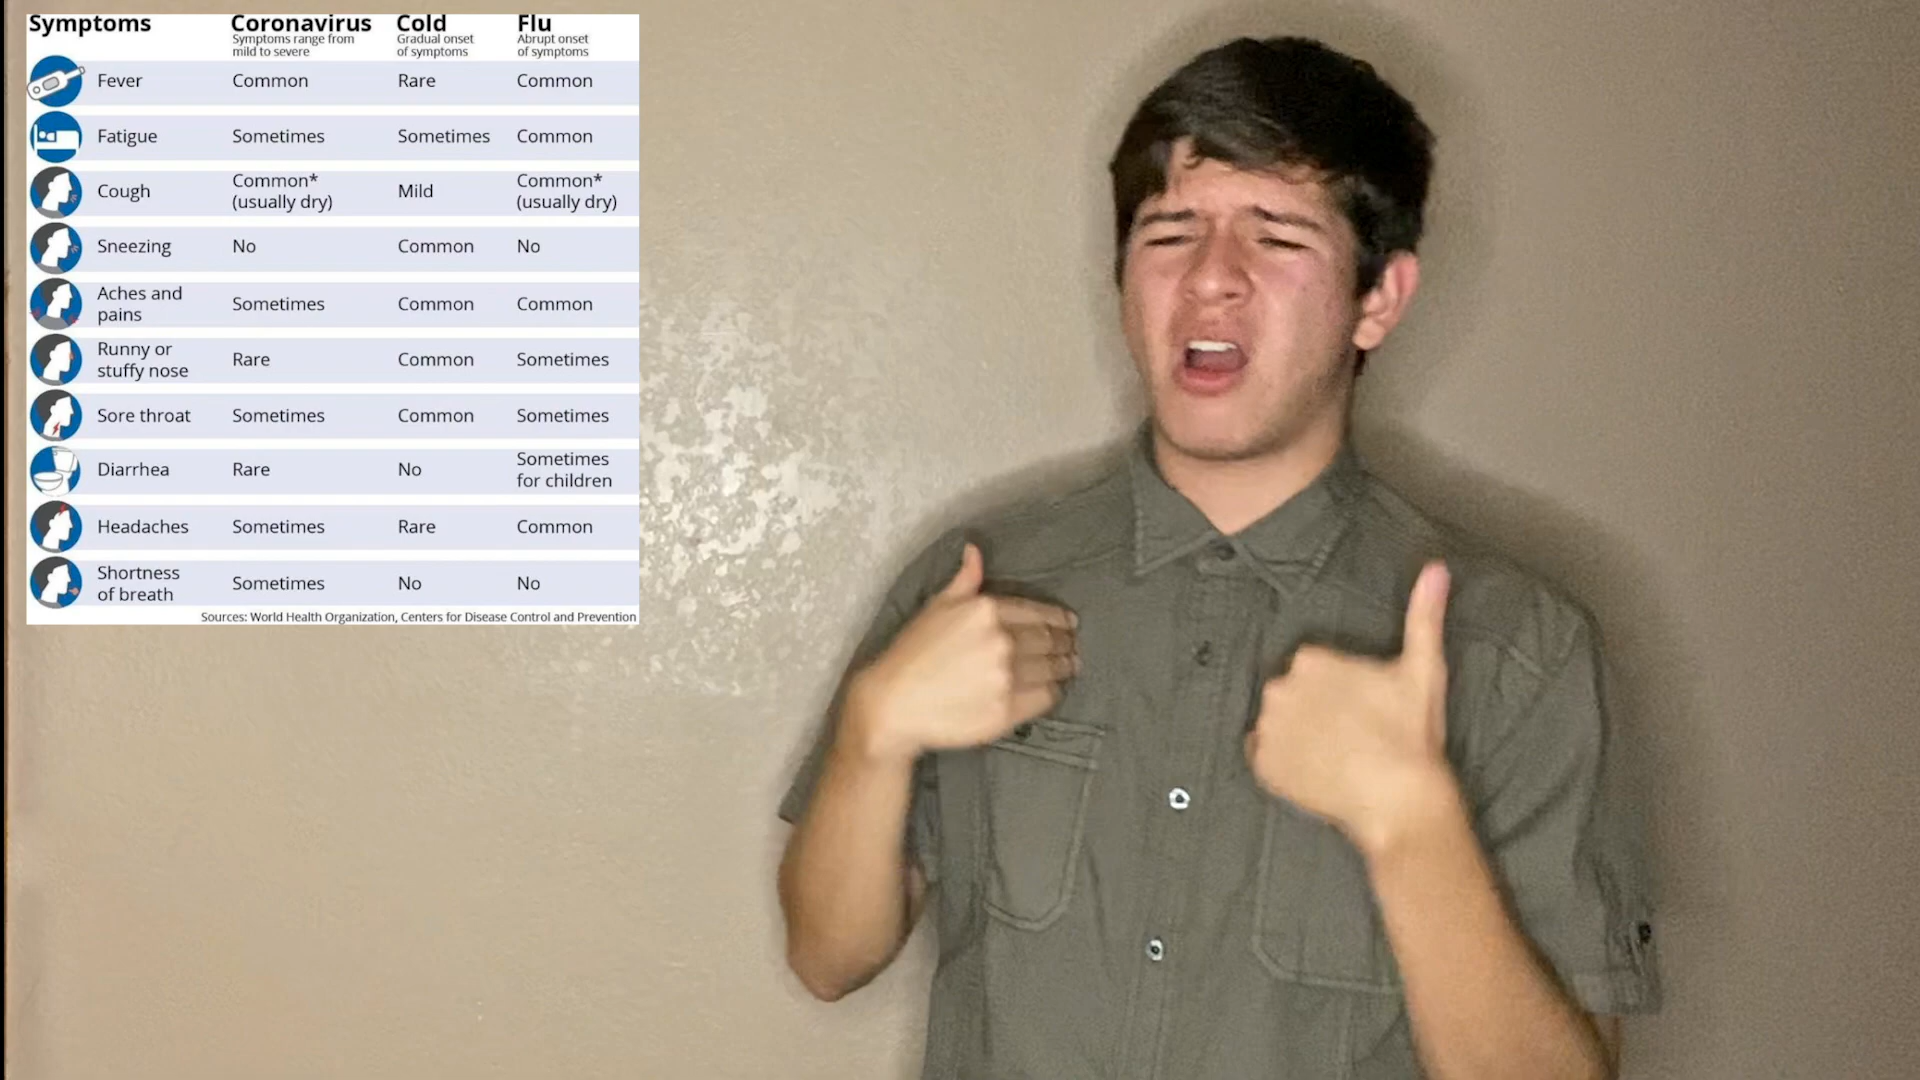 Symptoms Coronavirus Cold Flu
Symptoms range from Gradual onset Abrupt onset
mild to severe of symptoms of symptoms
Fever Common Rare Common
Fatigue Sometimes Sometimes Common
Cough Common* (usually dry) Mild Common* (usually dry)
Sneezing No Common No
Aches and pains Sometimes Common Common
Runny or stuffy nose Rare Common Sometimes
Sore throat Sometimes Common Sometimes
Diarrhea Rare No Sometimes for children
Headaches Sometimes Rare Common
Shortness of breath Sometimes No No
Sources: World Health Organization, Centers for Disease Control and Prevention